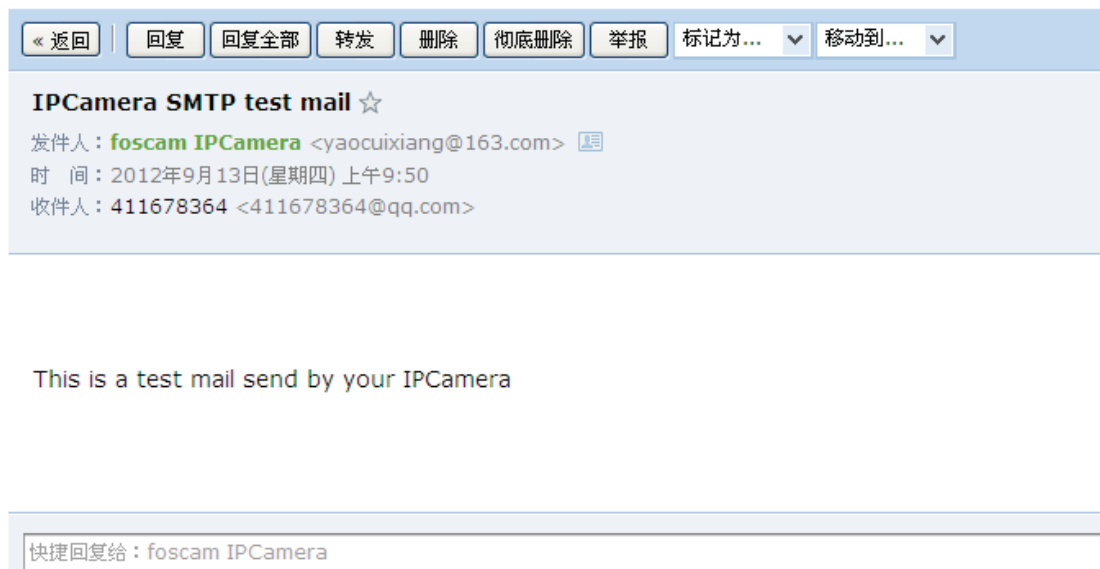 « 返回 回复 回复全部 转发 删除 彻底删除 举报 标记为... 移动到...
IPCamera SMTP test mail ☆
发件人：foscam IPCamera <yaocuixiang@163.com>
时 间：2012年9月13日(星期四) 上午9:50
收件人：411678364 <411678364@qq.com>
This is a test mail send by your IPCamera
快捷回复给：foscam IPCamera